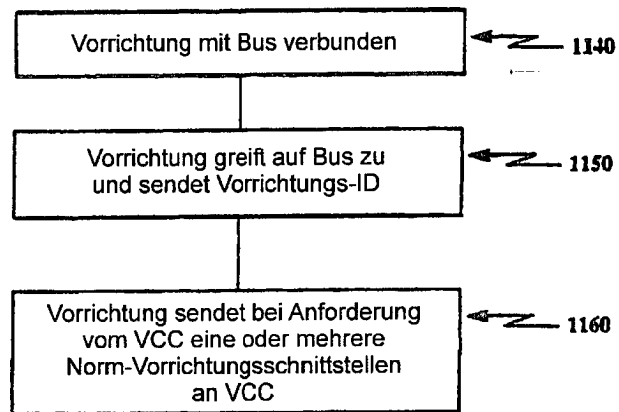 Vorrichtung mit Bus verbunden
1140
Vorrichtung greift auf Bus zu
und sendet Vorrichtungs-ID
1150
Vorrichtung sendet bei Anforderung
vom VCC eine oder mehrere
Norm-Vorrichtungsschnittstellen
an VCC
1160